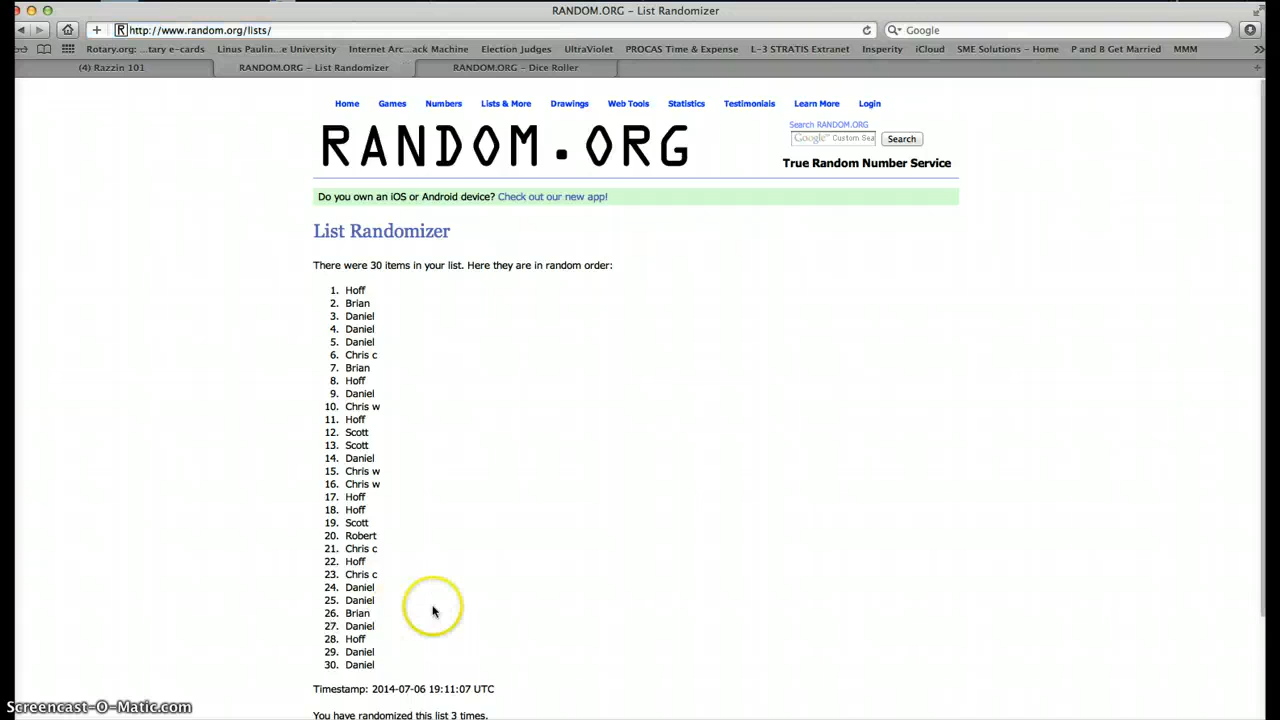 RANDOM.ORG – List Randomizer
http://www.random.org/lists/
Google
Rotary.org: ...tary e-cards Linus Paulin...e University Internet Arc...ack Machine Election Judges UltraViolet PROCAS Time & Expense L-3 STRATIS Extranet Insperity iCloud SME Solutions - Home P and B Get Married MMM
(4) Razzin 101 RANDOM.ORG – List Randomizer RANDOM.ORG – Dice Roller
Home Games Numbers Lists & More Drawings Web Tools Statistics Testimonials Learn More Login
Search RANDOM.ORG
RANDOM.ORG
Google™ Custom Sea Search
True Random Number Service
Do you own an iOS or Android device? Check out our new app!
List Randomizer
There were 30 items in your list. Here they are in random order:
1. Hoff
2. Brian
3. Daniel
4. Daniel
5. Daniel
6. Chris c
7. Brian
8. Hoff
9. Daniel
10. Chris w
11. Hoff
12. Scott
13. Scott
14. Daniel
15. Chris w
16. Chris w
17. Hoff
18. Hoff
19. Scott
20. Robert
21. Chris c
22. Hoff
23. Chris c
24. Daniel
25. Daniel
26. Brian
27. Daniel
28. Hoff
29. Daniel
30. Daniel
Timestamp: 2014-07-06 19:11:07 UTC
You have randomized this list 3 times.
Screencast-O-Matic.com